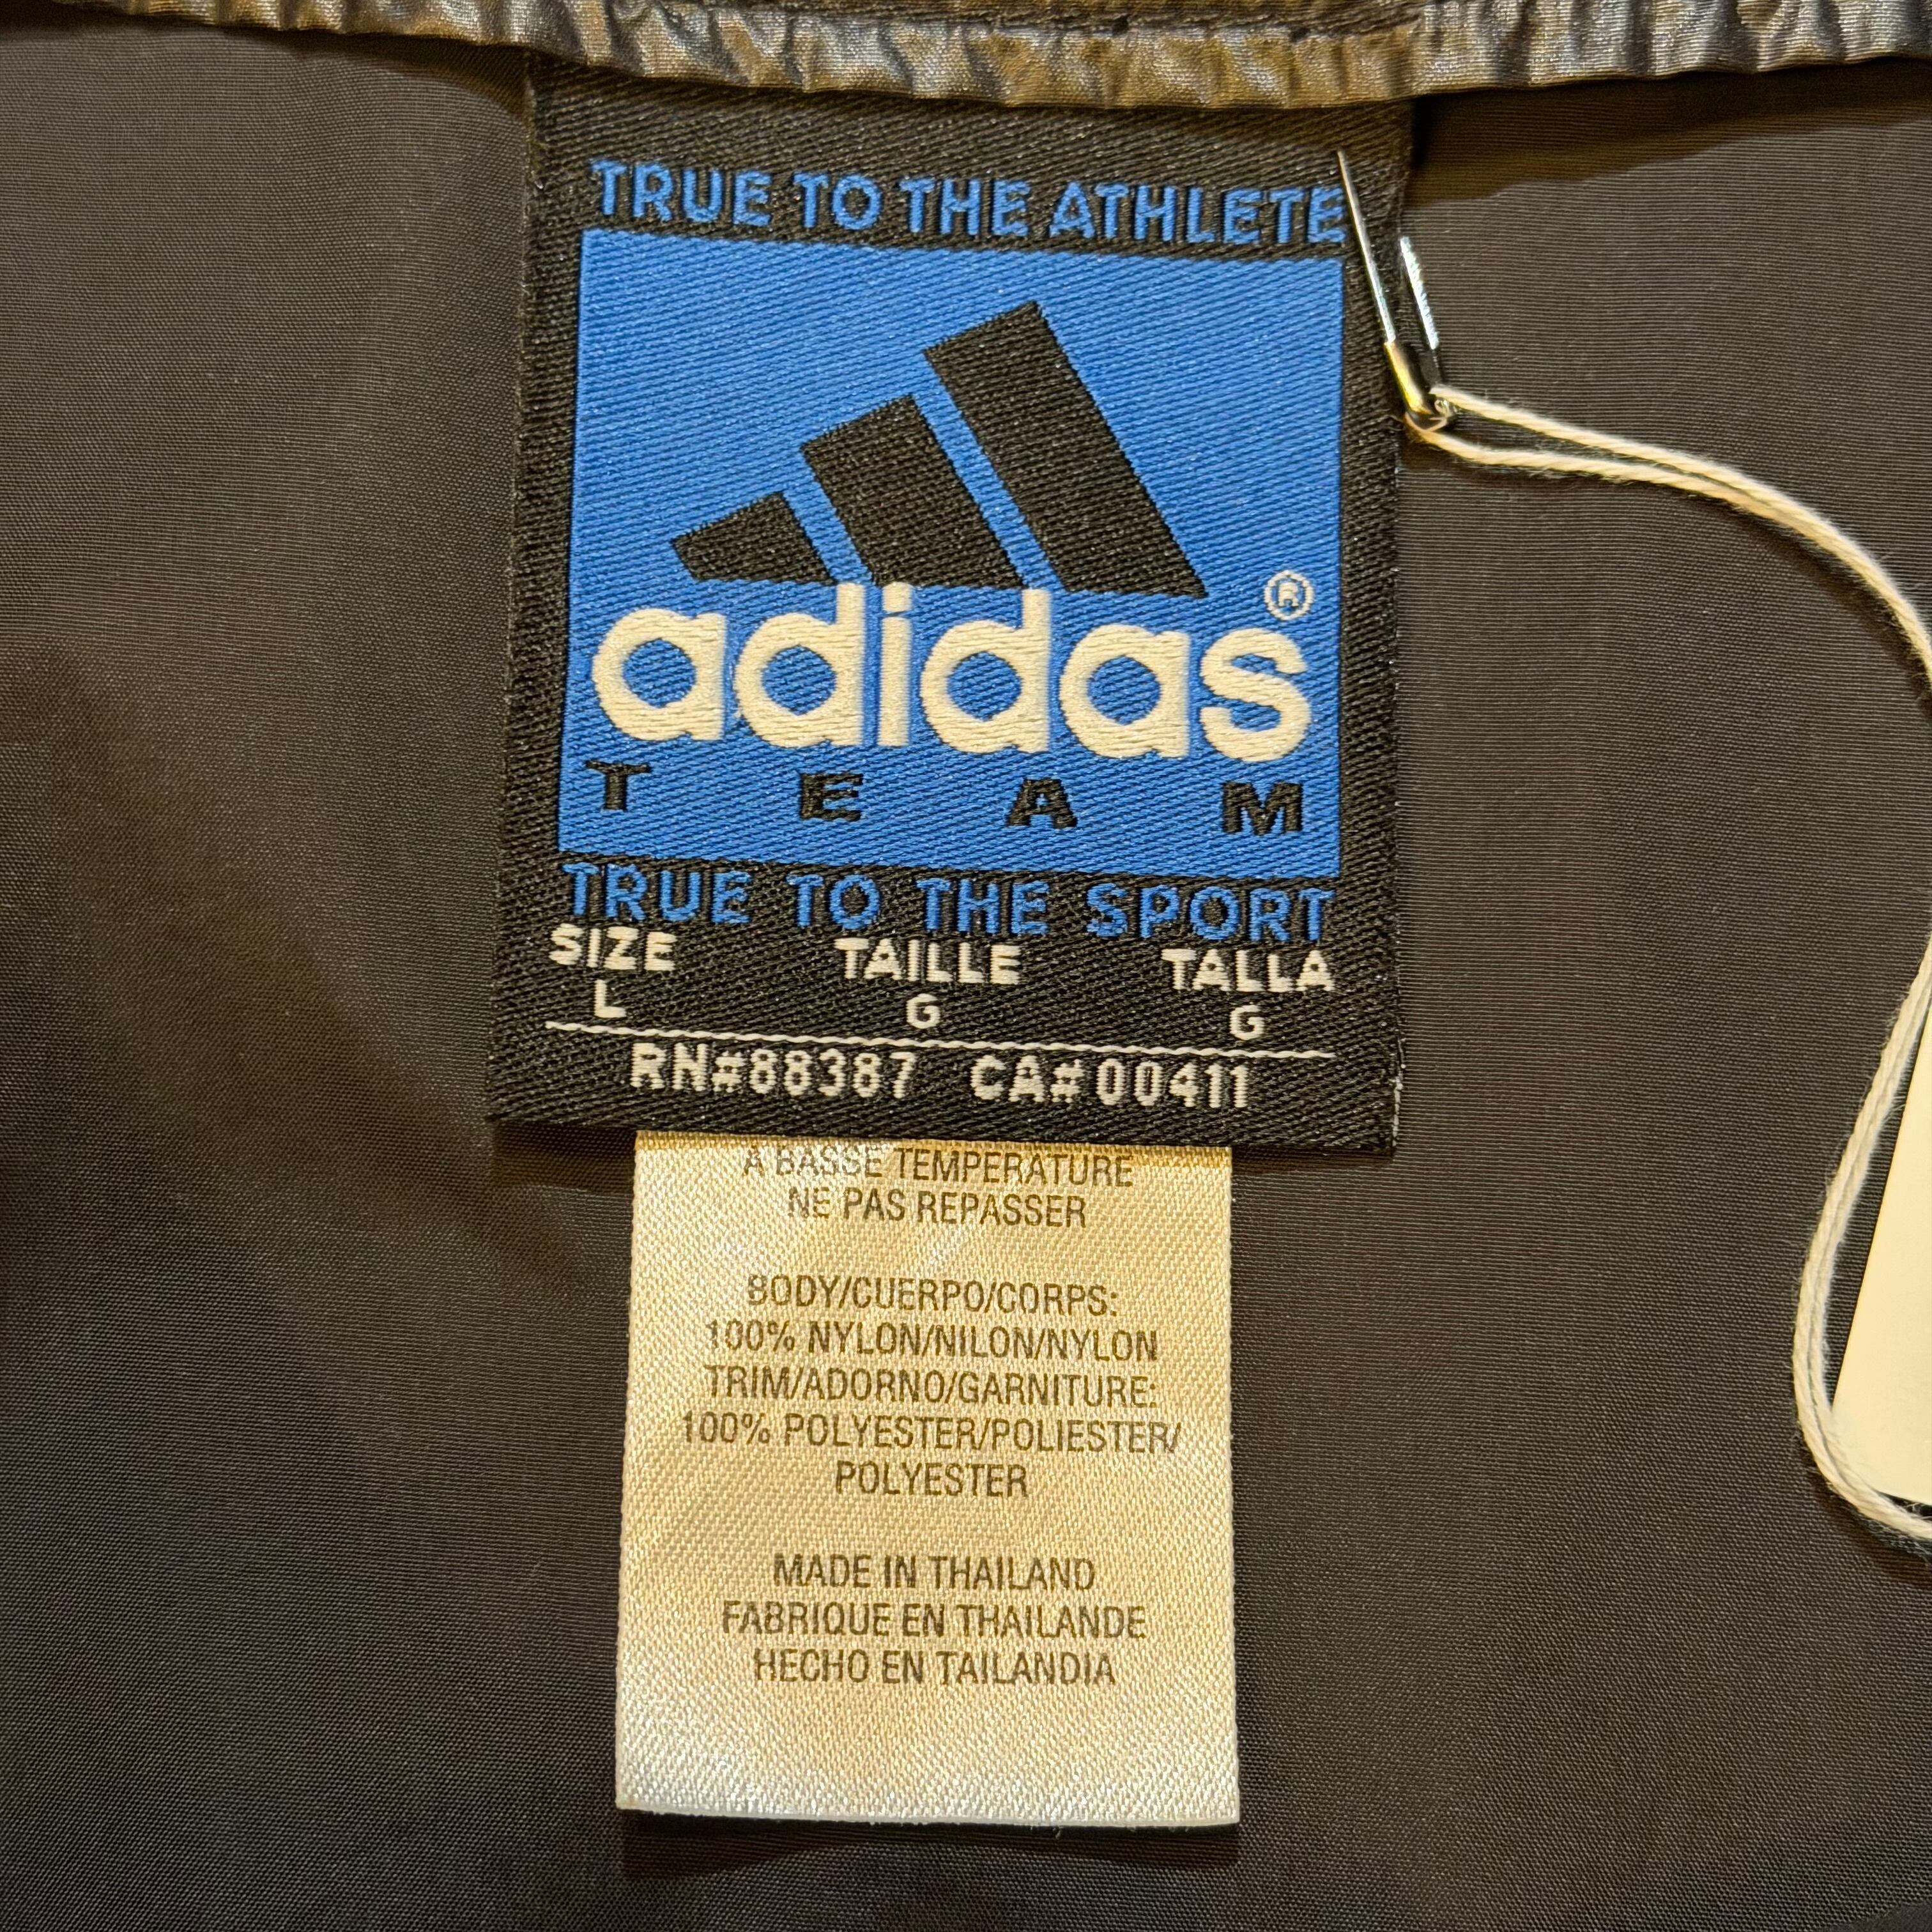 TRUE TO THE ATHLETE
adidas®
TEAM
TRUE TO THE SPORT
SIZE TAILLE TALLA
L G G
RN#88387 CA#00411
A BASSE TEMPERATURE
NE PAS REPASSER
BODY/CUERPO/CORPS:
100% NYLON/NILON/NYLON
TRIM/ADORNO/GARNITURE:
100% POLYESTER/POLIESTER/
POLYESTER
MADE IN THAILAND
FABRIQUE EN THAILANDE
HECHO EN TAILANDIA